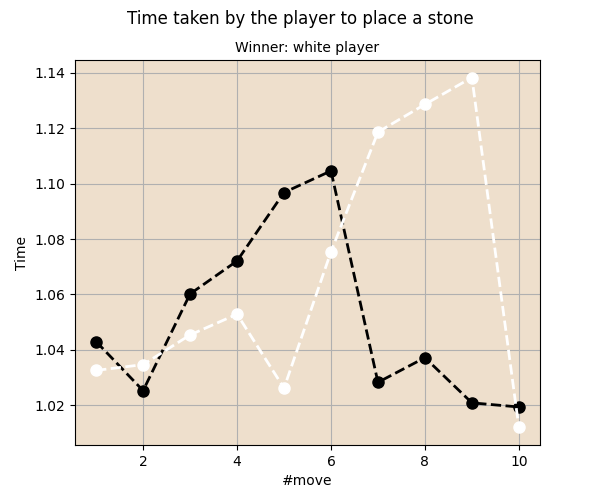 Time taken by the player to place a stone
Winner: white player
1.14
1.12
1.10
1.08
1.06
1.04
1.02
Time
2 4 6 8 10
#move